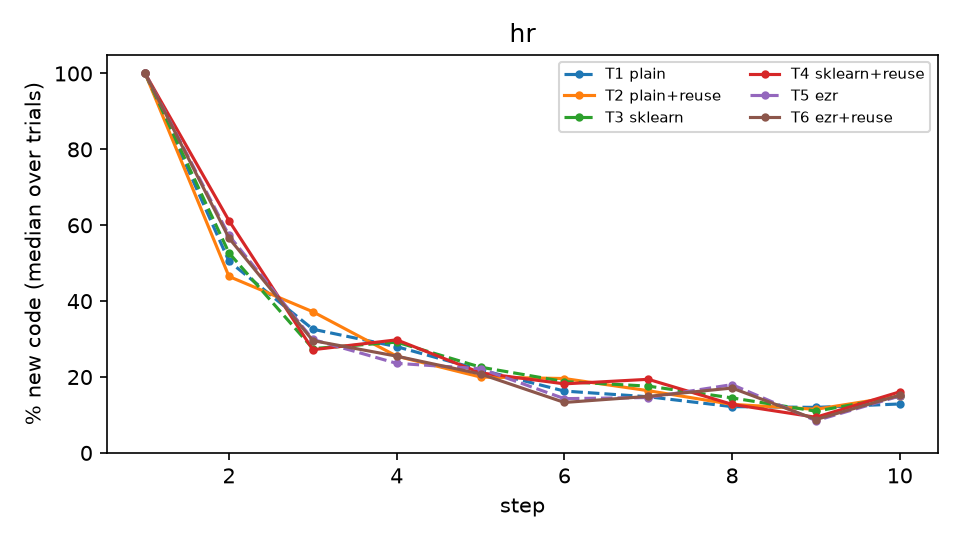 hr
% new code (median over trials)
100
80
60
40
20
0
T1 plain
T2 plain+reuse
T3 sklearn
T4 sklearn+reuse
T5 ezr
T6 ezr+reuse
2
4
6
8
10
step